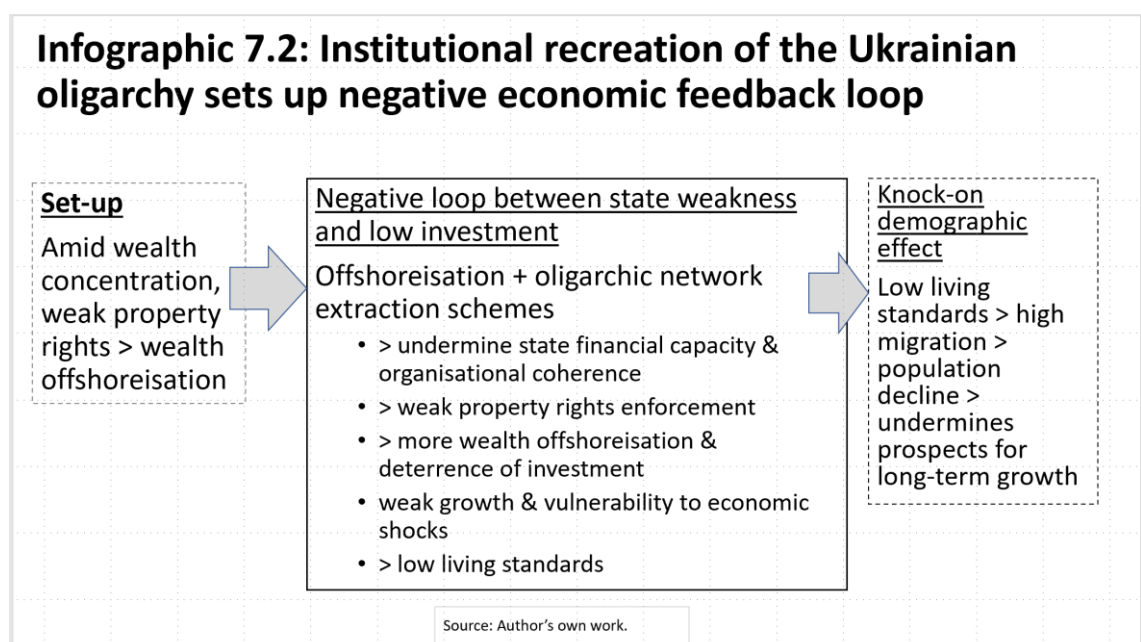 Infographic 7.2: Institutional recreation of the Ukrainian
oligarchy sets up negative economic feedback loop
Set-up
Amid wealth
concentration,
weak property
rights > wealth
offshoreisation
Negative loop between state weakness
and low investment
Offshoreisation + oligarchic network
extraction schemes
• > undermine state financial capacity &
organisational coherence
• > weak property rights enforcement
• > more wealth offshoreisation &
deterrence of investment
• weak growth & vulnerability to economic
shocks
• > low living standards
Knock-on
demographic
effect
Low living
standards > high
migration >
population
decline >
undermines
prospects for
long-term growth
Source: Author's own work.